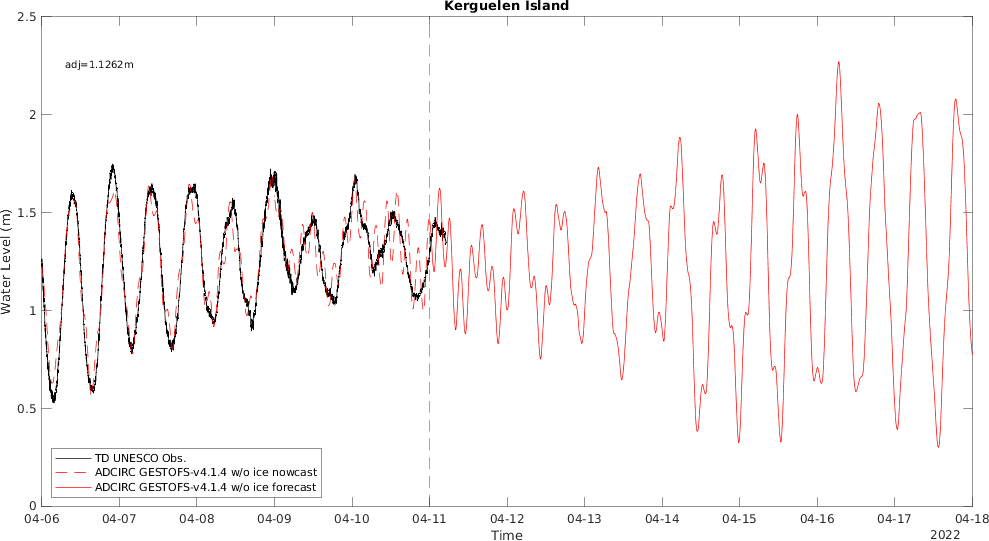 Kerguelen Island
2.5
adj=1.1262m
2
1.5
Water Level (m)
1
0.5
TD UNESCO Obs.
ADCIRC GESTOFS-v4.1.4 w/o ice nowcast
ADCIRC GESTOFS-v4.1.4 w/o ice forecast
0
04-06 04-07 04-08 04-09 04-10 04-11 04-12 04-13 04-14 04-15 04-16 04-17 04-18
Time
2022